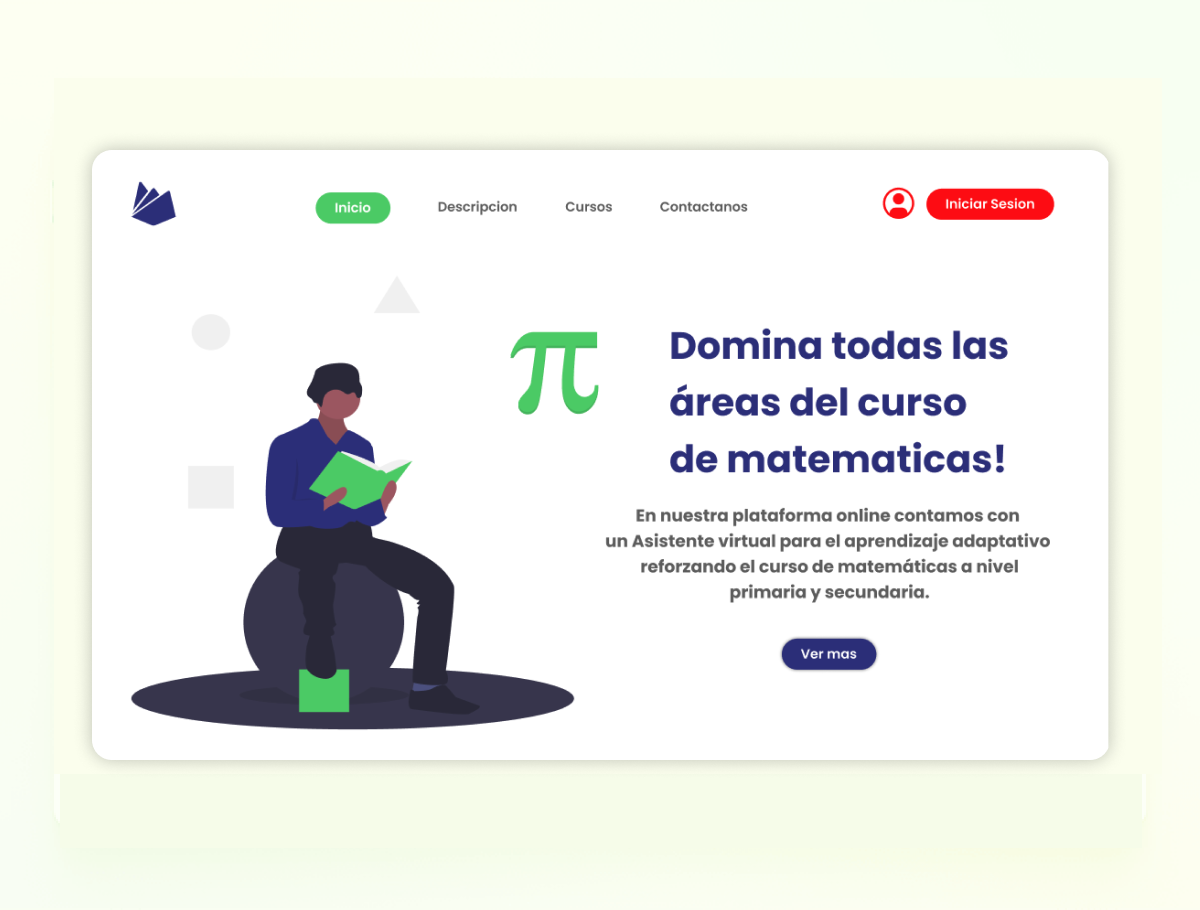 Inicio
Descripcion
Cursos
Contactanos
Iniciar Sesion
π
Domina todas las
áreas del curso
de matematicas!
En nuestra plataforma online contamos con
un Asistente virtual para el aprendizaje adaptativo
reforzando el curso de matemáticas a nivel
primaria y secundaria.
Ver mas